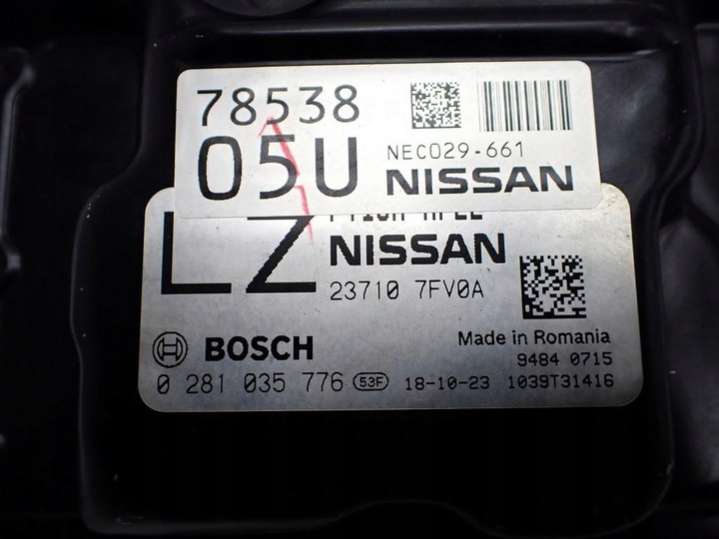 78538
05U
NEC029-661
NISSAN
LZ
NISSAN
23710 7FV0A
BOSCH
Made in Romania
9484 0715
0 281 035 776 53F 18-10-23 1039T31416